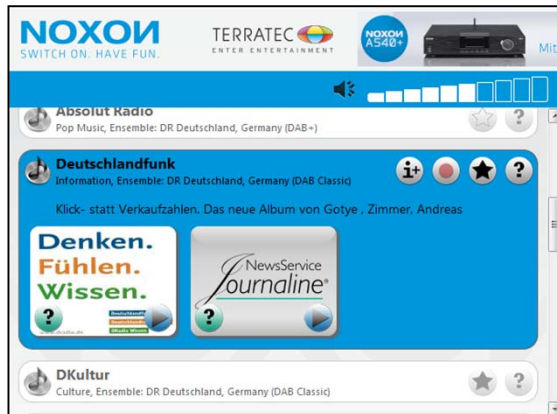 NOXON
SWITCH ON. HAVE FUN.
TERRATEC
ENTER ENTERTAINMENT
NOXON
A540+
Mit
Absolut Radio
Pop Music, Ensemble: DR Deutschland, Germany (DAB+)
?
Deutschlandfunk
Information, Ensemble: DR Deutschland, Germany (DAB Classic)
i+
?
Klick- statt Verkaufzahlen. Das neue Album von Gotye , Zimmer, Andreas
Denken.
Fühlen.
Wissen.
?
NewsService
Journaline®
?
DKultur
Culture, Ensemble: DR Deutschland, Germany (DAB Classic)
?